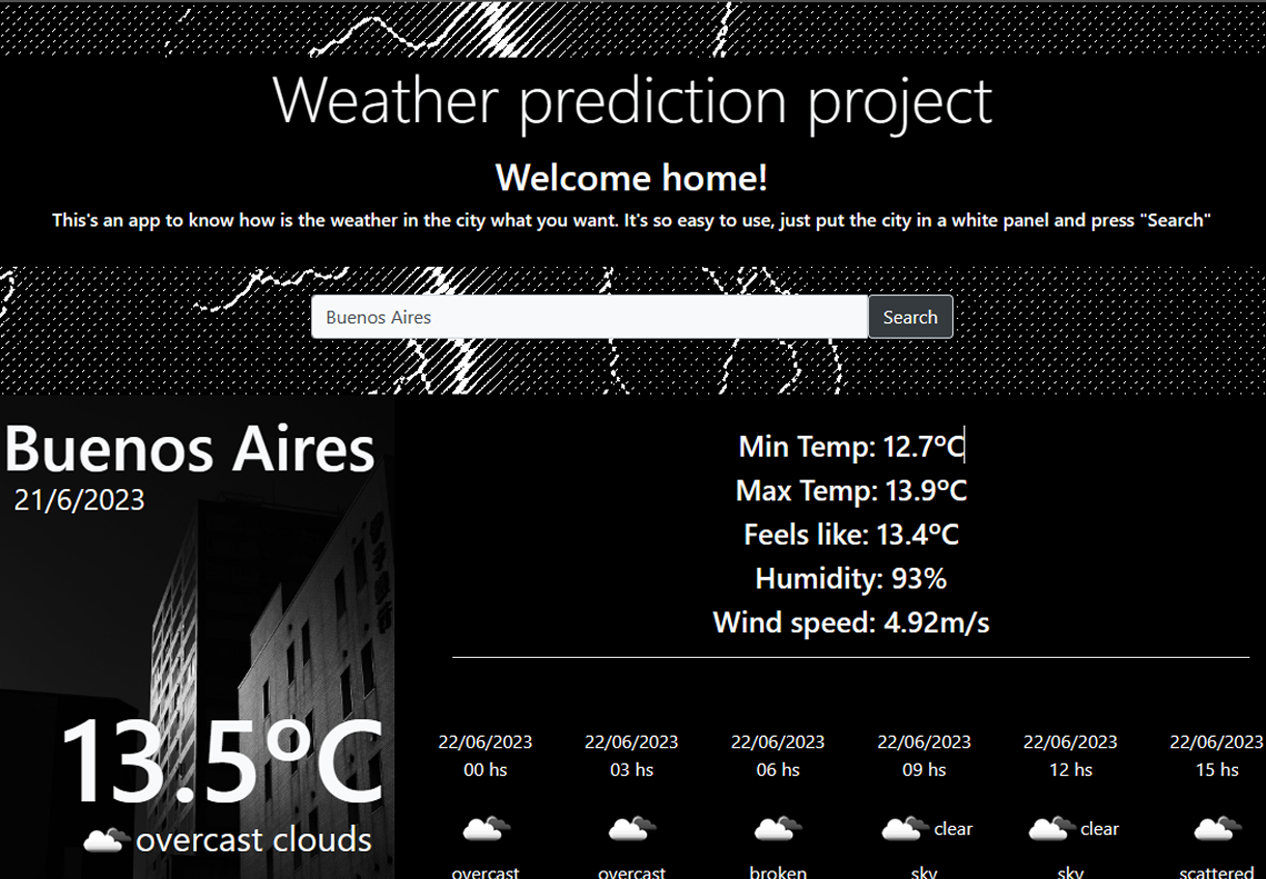 Weather prediction project
Welcome home!
This's an app to know how is the weather in the city what you want. It's so easy to use, just put the city in a white panel and press "Search"
Buenos Aires
Search
Buenos Aires
21/6/2023
13.5ºC
overcast clouds
Min Temp: 12.7ºC
Max Temp: 13.9ºC
Feels like: 13.4ºC
Humidity: 93%
Wind speed: 4.92m/s
22/06/2023
00 hs
overcast
22/06/2023
03 hs
overcast
22/06/2023
06 hs
broken
22/06/2023
09 hs
clear
sky
22/06/2023
12 hs
clear
sky
22/06/2023
15 hs
scattered